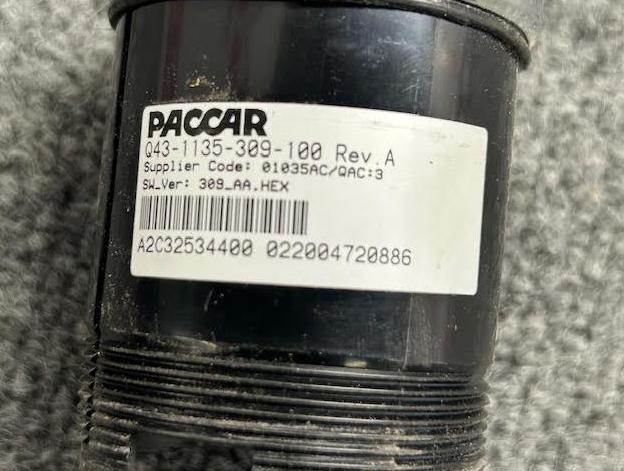 PACCAR
Q43-1135-309-100 Rev.A
Supplier Code: 01035AC/QAC:3
SW_Ver: 309_AA.HEX
A2C32534400 022004720886